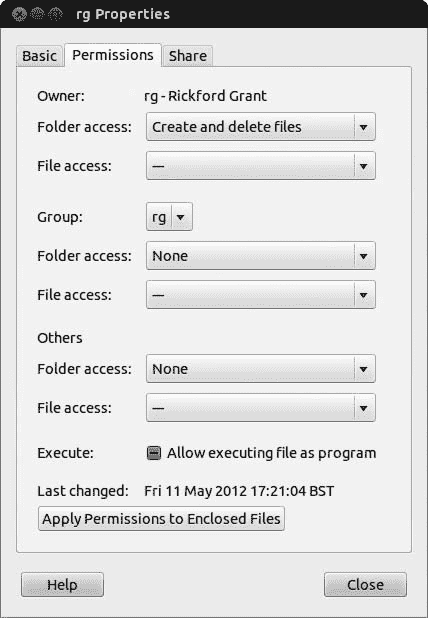 rg Properties
Basic Permissions Share
Owner: rg - Rickford Grant
Folder access: Create and delete files
File access: ---
Group: rg
Folder access: None
File access: ---
Others
Folder access: None
File access: ---
Execute: Allow executing file as program
Last changed: Fri 11 May 2012 17:21:04 BST
Apply Permissions to Enclosed Files
Help Close